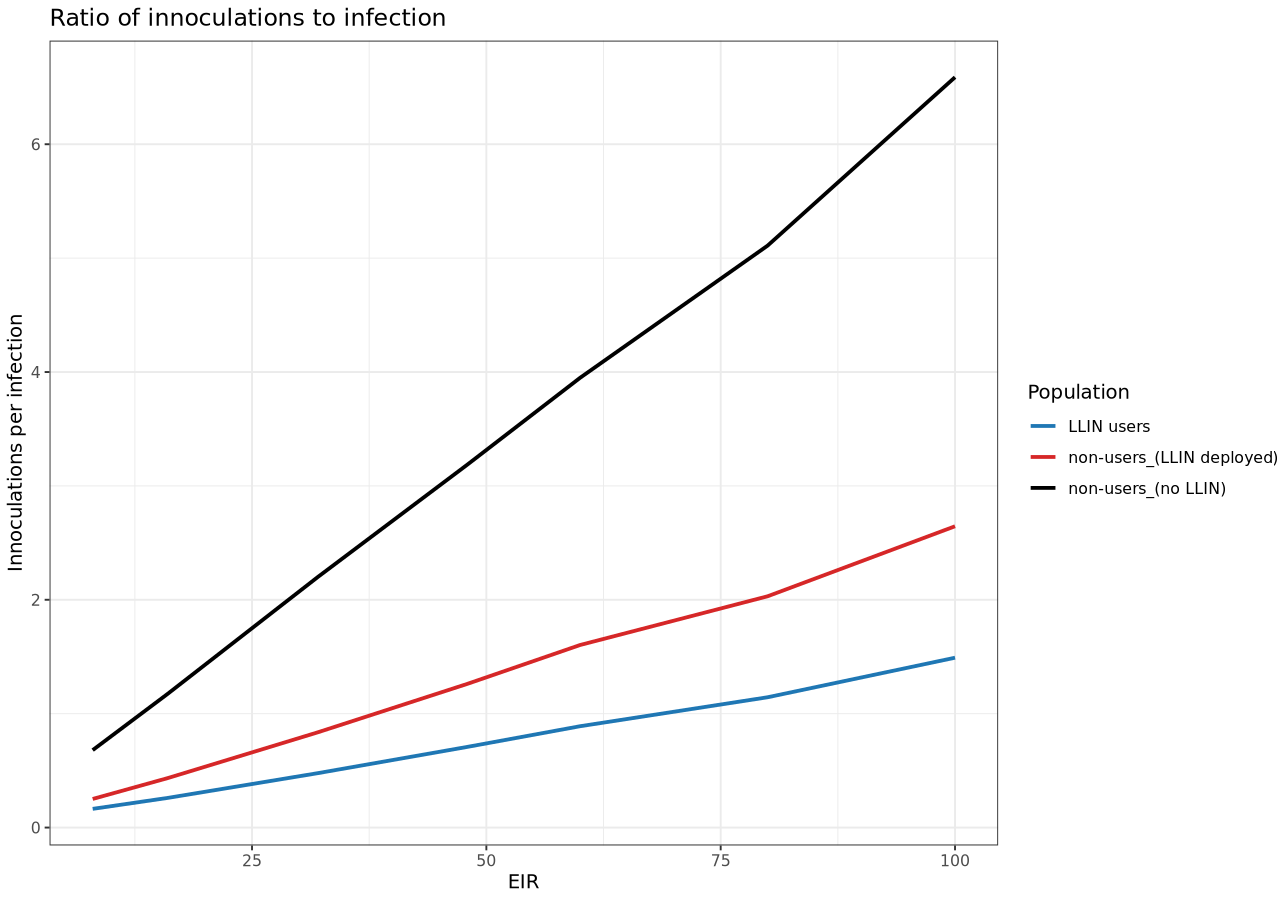 Ratio of innoculations to infection
Innoculations per infection
6
4
2
0
25 50 75 100
EIR
Population
LLIN users
non-users_(LLIN deployed)
non-users_(no LLIN)